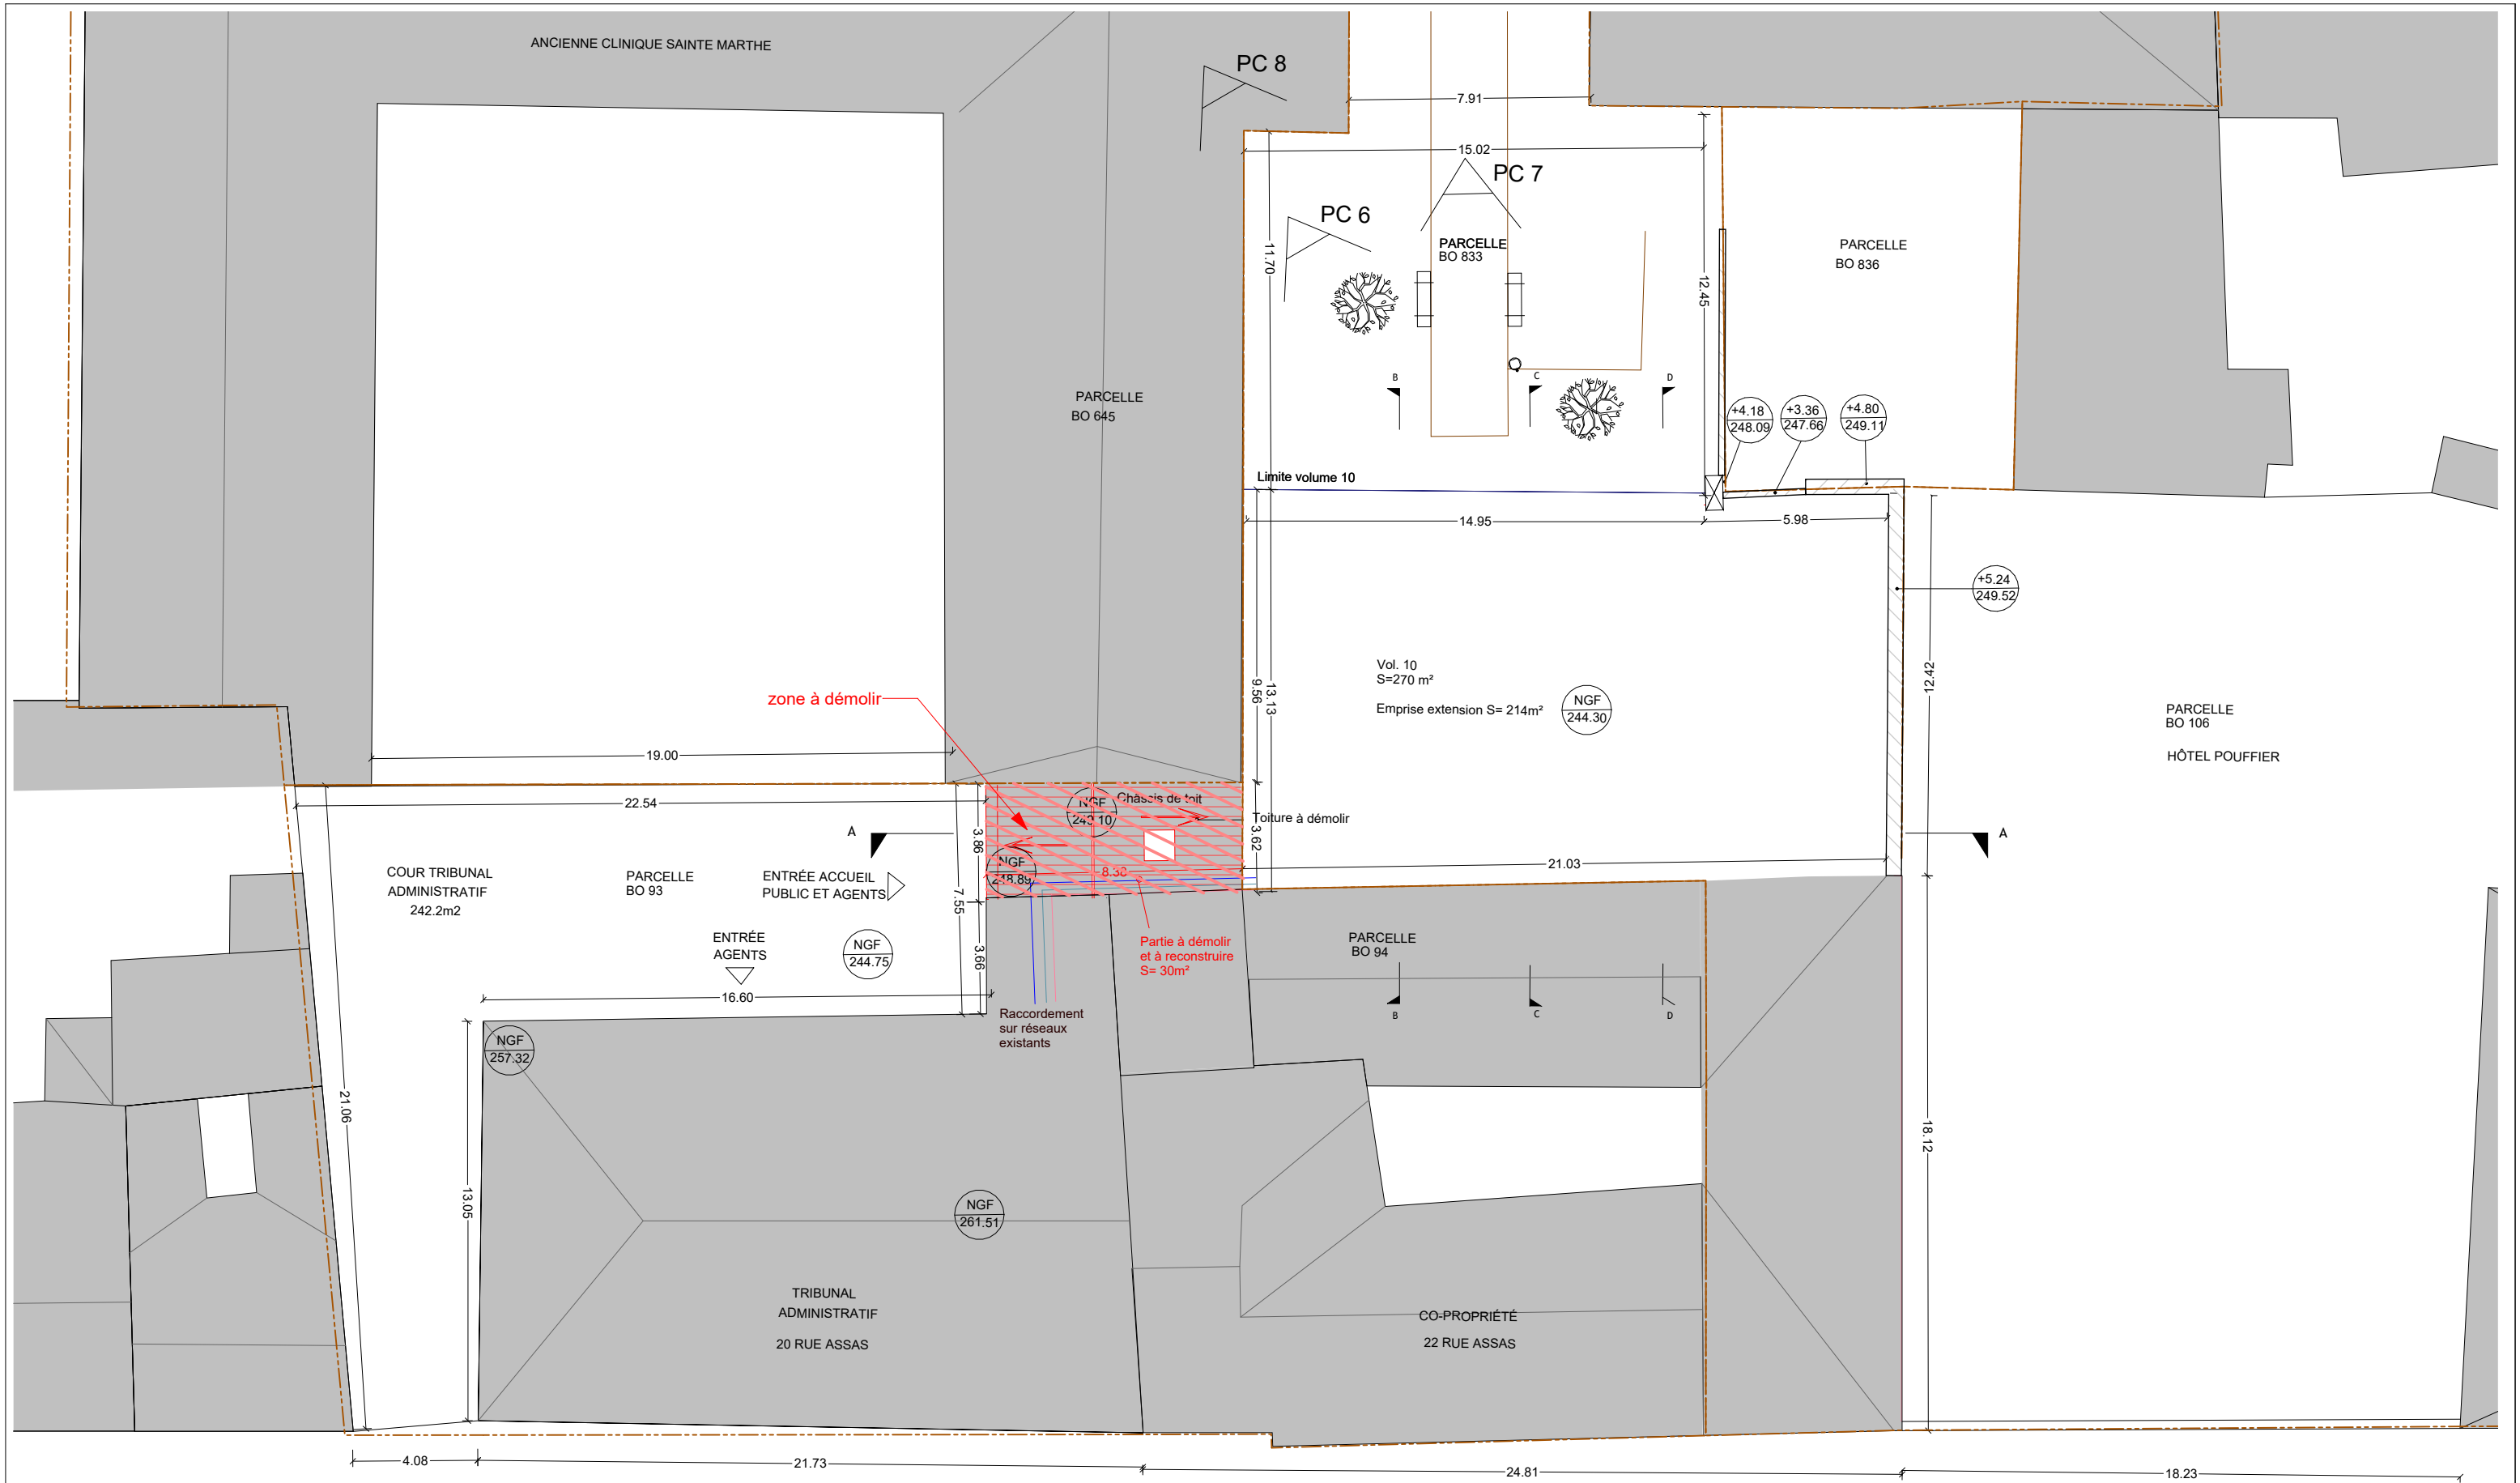 ANCIENNE CLINIQUE SAINTE MARTHE
PC 8
7.91
15.02
PC 7
PC 6
11.70
PARCELLE
BO 833
12.45
PARCELLE
BO 836
PARCELLE
BO 645
B
C
D
+4.18
248.09
+3.36
247.66
+4.80
249.11
Limite volume 10
14.95
5.98
+5.24
249.52
Vol. 10
S=270 m²
Emprise extension S= 214m²
NGF
244.30
9.56
13.13
12.42
PARCELLE
BO 106
HÔTEL POUFFIER
zone à démolir
19.00
22.54
NGF
249.10
Châssis de toit
Toiture à démolir
A
3.86
3.62
A
NGF
248.89
8.38
21.03
COUR TRIBUNAL
ADMINISTRATIF
242.2m2
PARCELLE
BO 93
ENTRÉE ACCUEIL
PUBLIC ET AGENTS
7.55
ENTRÉE
AGENTS
NGF
244.75
3.66
Partie à démolir
et à reconstruire
S= 30m²
PARCELLE
BO 94
16.60
Raccordement
sur réseaux
existants
B
C
D
NGF
257.32
21.06
18.12
13.05
NGF
261.51
TRIBUNAL
ADMINISTRATIF
20 RUE ASSAS
CO-PROPRIÉTÉ
22 RUE ASSAS
4.08
21.73
24.81
18.23